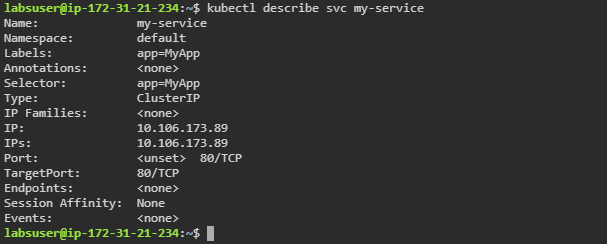 labsuser@ip-172-31-21-234:~$ kubectl describe svc my-service
Name:              my-service
Namespace:         default
Labels:            app=MyApp
Annotations:       <none>
Selector:          app=MyApp
Type:              ClusterIP
IP Families:       <none>
IP:                10.106.173.89
IPs:               10.106.173.89
Port:              <unset>  80/TCP
TargetPort:        80/TCP
Endpoints:         <none>
Session Affinity:  None
Events:            <none>
labsuser@ip-172-31-21-234:~$